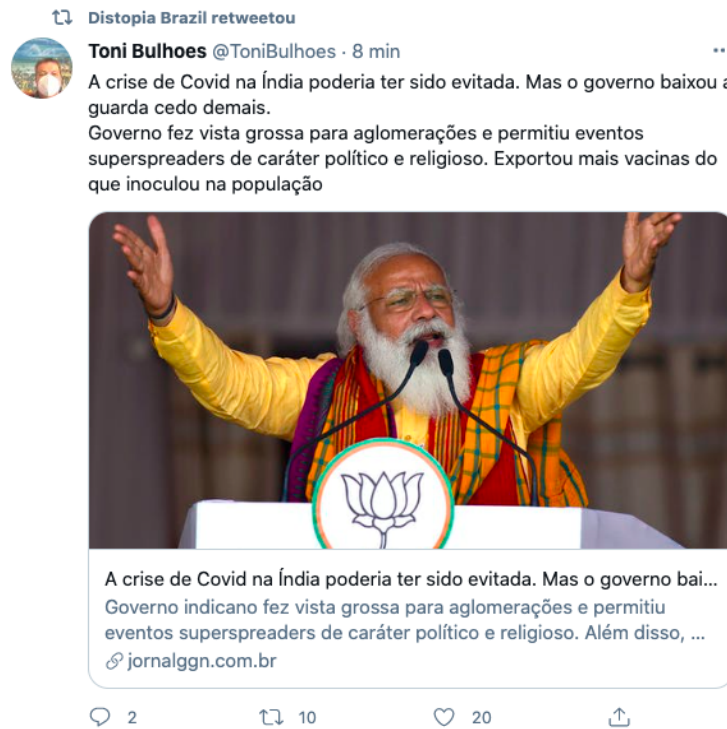 Distopia Brazil retweetou
Toni Bulhoes @ToniBulhoes · 8 min
A crise de Covid na Índia poderia ter sido evitada. Mas o governo baixou a
guarda cedo demais.
Governo fez vista grossa para aglomerações e permitiu eventos
superspreaders de caráter político e religioso. Exportou mais vacinas do
que inoculou na população
A crise de Covid na Índia poderia ter sido evitada. Mas o governo bai...
Governo indicano fez vista grossa para aglomerações e permitiu
eventos superspreaders de caráter político e religioso. Além disso, ...
jornalggn.com.br
2 10 20